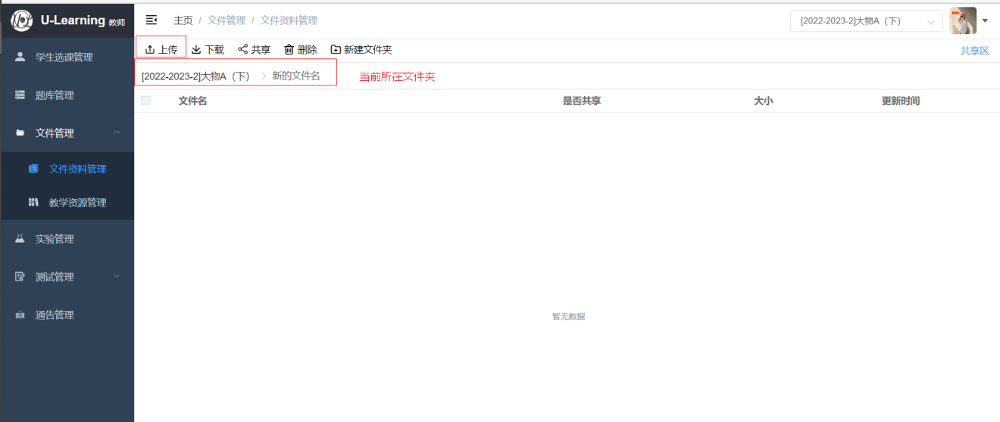 U-Learning 教师
主页 / 文件管理 / 文件资料管理
[2022-2023-2]大物A（下）
学生选课管理
题库管理
文件管理
文件资料管理
教学资源管理
实验管理
测试管理
通告管理
上传 下载 共享 删除 新建文件夹
共享区
[2022-2023-2]大物A（下） > 新的文件名
当前所在文件夹
文件名 是否共享 大小 更新时间
暂无数据